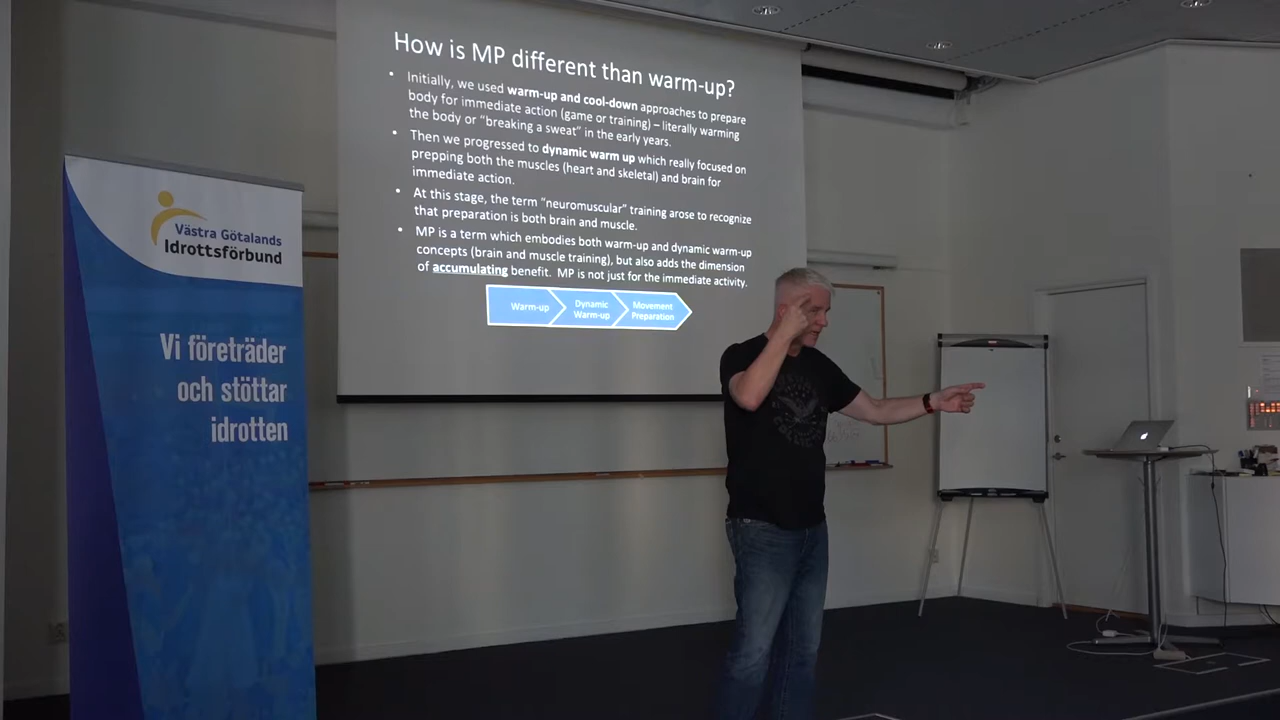 How is MP different than warm-up?
• Initially, we used warm-up and cool-down approaches to prepare
body for immediate action (game or training) – literally warming
the body or "breaking a sweat" in the early years.
• Then we progressed to dynamic warm up which really focused on
prepping both the muscles (heart and skeletal) and brain for
immediate action.
• At this stage, the term "neuromuscular" training arose to recognize
that preparation is both brain and muscle.
• MP is a term which embodies both warm-up and dynamic warm-up
concepts (brain and muscle training), but also adds the dimension
of accumulating benefit. MP is not just for the immediate activity.
Warm-up
Dynamic
Warm-up
Movement
Preparation
Västra Götalands
Idrottsförbund
Vi företräder
och stöttar
idrotten